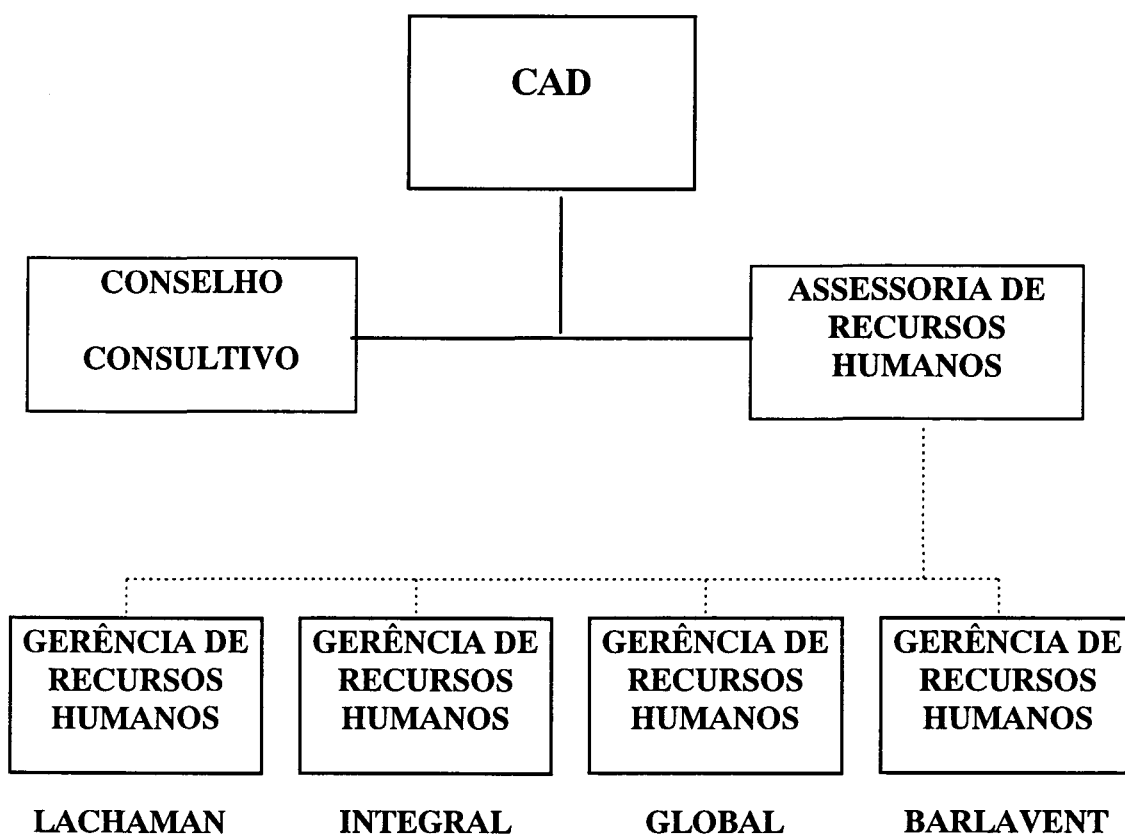 CAD
CONSELHO
CONSULTIVO
ASSESSORIA DE
RECURSOS
HUMANOS
GERÊNCIA DE
RECURSOS
HUMANOS
GERÊNCIA DE
RECURSOS
HUMANOS
GERÊNCIA DE
RECURSOS
HUMANOS
GERÊNCIA DE
RECURSOS
HUMANOS
LACHAMAN
INTEGRAL
GLOBAL
BARLAVENT